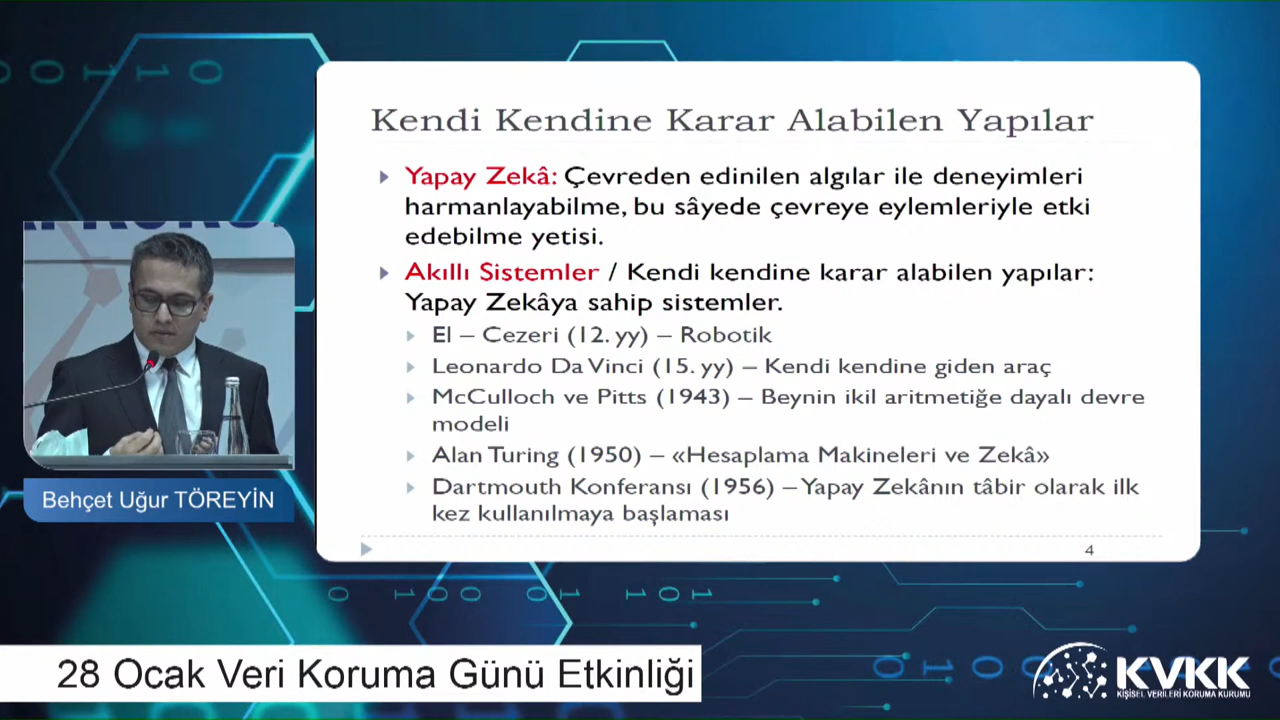 Kendi Kendine Karar Alabilen Yapılar
Yapay Zekâ: Çevreden edinilen algılar ile deneyimleri
harmanlayabilme, bu sâyede çevreye eylemleriyle etki
edebilme yetisi.
Akıllı Sistemler / Kendi kendine karar alabilen yapılar:
Yapay Zekâya sahip sistemler.
El – Cezeri (12. yy) – Robotik
Leonardo Da Vinci (15. yy) – Kendi kendine giden araç
McCulloch ve Pitts (1943) – Beynin ikil aritmetiğe dayalı devre
modeli
Alan Turing (1950) – «Hesaplama Makineleri ve Zekâ»
Dartmouth Konferansı (1956) – Yapay Zekânın tâbir olarak ilk
kez kullanılmaya başlaması
4
Behçet Uğur TÖREYİN
28 Ocak Veri Koruma Günü Etkinliği
KVKK
KİŞİSEL VERİLERİ KORUMA KURUMU